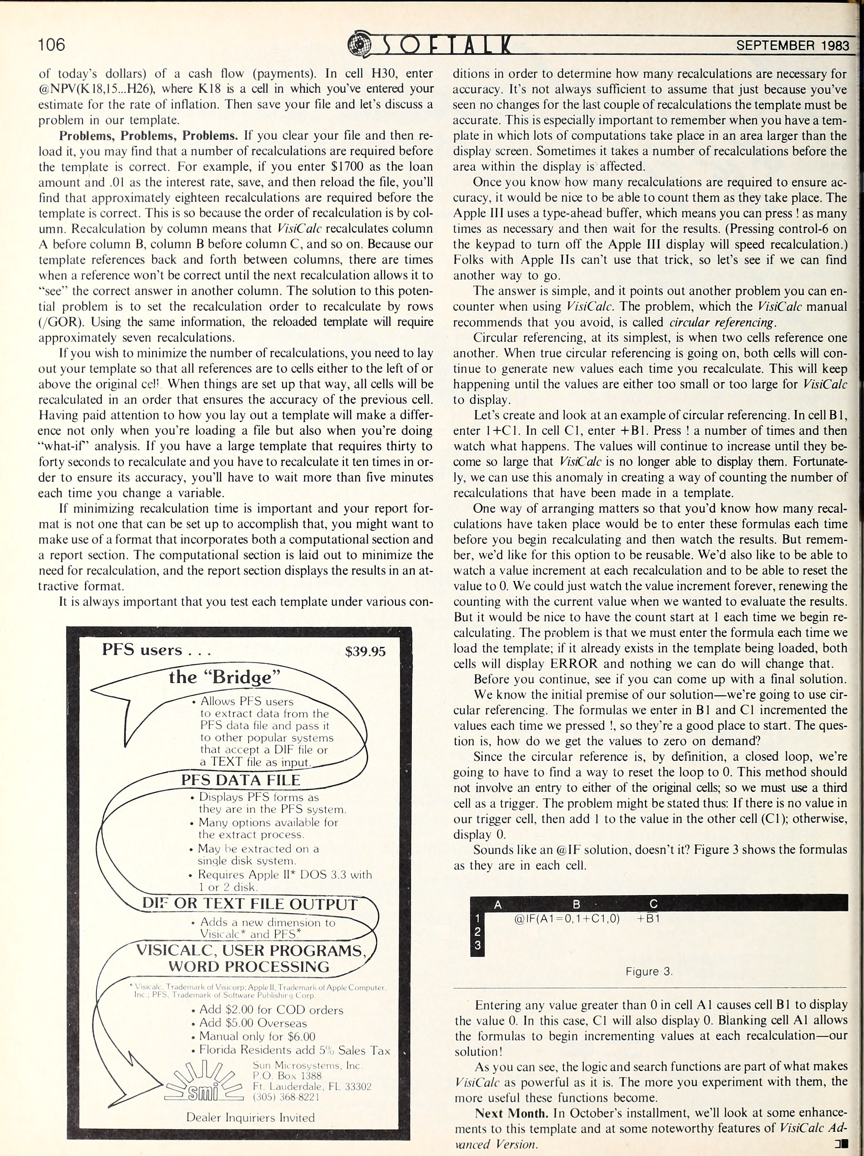 106
SOFTALK
SEPTEMBER 1983
of today's dollars) of a cash flow (payments). In cell H30, enter
@NPV(K18,15...H26), where K18 is a cell in which you've entered your
estimate for the rate of inflation. Then save your file and let's discuss a
problem in our template.
Problems, Problems, Problems. If you clear your file and then re-
load it, you may find that a number of recalculations are required before
the template is correct. For example, if you enter $1700 as the loan
amount and .01 as the interest rate, save, and then reload the file, you'll
find that approximately eighteen recalculations are required before the
template is correct. This is so because the order of recalculation is by col-
umn. Recalculation by column means that VisiCalc recalculates column
A before column B, column B before column C, and so on. Because our
template references back and forth between columns, there are times
when a reference won't be correct until the next recalculation allows it to
"see" the correct answer in another column. The solution to this poten-
tial problem is to set the recalculation order to recalculate by rows
(/GOR). Using the same information, the reloaded template will require
approximately seven recalculations.
If you wish to minimize the number of recalculations, you need to lay
out your template so that all references are to cells either to the left of or
above the original cell. When things are set up that way, all cells will be
recalculated in an order that ensures the accuracy of the previous cell.
Having paid attention to how you lay out a template will make a differ-
ence not only when you're loading a file but also when you're doing
"what-if" analysis. If you have a large template that requires thirty to
forty seconds to recalculate and you have to recalculate it ten times in or-
der to ensure its accuracy, you'll have to wait more than five minutes
each time you change a variable.
If minimizing recalculation time is important and your report for-
mat is not one that can be set up to accomplish that, you might want to
make use of a format that incorporates both a computational section and
a report section. The computational section is laid out to minimize the
need for recalculation, and the report section displays the results in an at-
tractive format.
It is always important that you test each template under various con-
PFS users . . .
$39.95
the "Bridge"
• Allows PFS users
to extract data from the
PFS data file and pass it
to other popular systems
that accept a DIF file or
a TEXT file as input.
PFS DATA FILE
• Displays PFS forms as
they are in the PFS system.
• Many options available for
the extract process.
• May be extracted on a
single disk system.
• Requires Apple II* DOS 3.3 with
1 or 2 disk.
DIF OR TEXT FILE OUTPUT
• Adds a new dimension to
Visicalc* and PFS*
VISICALC, USER PROGRAMS,
WORD PROCESSING
* Visicalc, Trademark of Visicorp; Apple II, Trademark of Apple Computer,
Inc.; PFS, Trademark of Software Publishing Corp.
• Add $2.00 for COD orders
• Add $5.00 Overseas
• Manual only for $6.00
• Florida Residents add 5% Sales Tax
smi
Sun Microsystems, Inc.
P.O. Box 1388
Ft. Lauderdale, FL 33302
(305) 368-8221
Dealer Inquiriers Invited
ditions in order to determine how many recalculations are necessary for
accuracy. It's not always sufficient to assume that just because you've
seen no changes for the last couple of recalculations the template must be
accurate. This is especially important to remember when you have a tem-
plate in which lots of computations take place in an area larger than the
display screen. Sometimes it takes a number of recalculations before the
area within the display is affected.
Once you know how many recalculations are required to ensure ac-
curacy, it would be nice to be able to count them as they take place. The
Apple III uses a type-ahead buffer, which means you can press ! as many
times as necessary and then wait for the results. (Pressing control-6 on
the keypad to turn off the Apple III display will speed recalculation.)
Folks with Apple IIs can't use that trick, so let's see if we can find
another way to go.
The answer is simple, and it points out another problem you can en-
counter when using VisiCalc. The problem, which the VisiCalc manual
recommends that you avoid, is called circular referencing.
Circular referencing, at its simplest, is when two cells reference one
another. When true circular referencing is going on, both cells will con-
tinue to generate new values each time you recalculate. This will keep
happening until the values are either too small or too large for VisiCalc
to display.
Let's create and look at an example of circular referencing. In cell B1,
enter 1+C1. In cell C1, enter +B1. Press ! a number of times and then
watch what happens. The values will continue to increase until they be-
come so large that VisiCalc is no longer able to display them. Fortunate-
ly, we can use this anomaly in creating a way of counting the number of
recalculations that have been made in a template.
One way of arranging matters so that you'd know how many recal-
culations have taken place would be to enter these formulas each time
before you begin recalculating and then watch the results. But remem-
ber, we'd like for this option to be reusable. We'd also like to be able to
watch a value increment at each recalculation and to be able to reset the
value to 0. We could just watch the value increment forever, renewing the
counting with the current value when we wanted to evaluate the results.
But it would be nice to have the count start at 1 each time we begin re-
calculating. The problem is that we must enter the formula each time we
load the template; if it already exists in the template being loaded, both
cells will display ERROR and nothing we can do will change that.
Before you continue, see if you can come up with a final solution.
We know the initial premise of our solution—we're going to use cir-
cular referencing. The formulas we enter in B1 and C1 incremented the
values each time we pressed !, so they're a good place to start. The ques-
tion is, how do we get the values to zero on demand?
Since the circular reference is, by definition, a closed loop, we're
going to have to find a way to reset the loop to 0. This method should
not involve an entry to either of the original cells; so we must use a third
cell as a trigger. The problem might be stated thus: If there is no value in
our trigger cell, then add 1 to the value in the other cell (C1); otherwise,
display 0.
Sounds like an @IF solution, doesn't it? Figure 3 shows the formulas
as they are in each cell.
A B C
1 @IF(A1=0,1+C1,0) +B1
2
3
Figure 3.
Entering any value greater than 0 in cell A1 causes cell B1 to display
the value 0. In this case, C1 will also display 0. Blanking cell A1 allows
the formulas to begin incrementing values at each recalculation—our
solution!
As you can see, the logic and search functions are part of what makes
VisiCalc as powerful as it is. The more you experiment with them, the
more useful these functions become.
Next Month. In October's installment, we'll look at some enhance-
ments to this template and at some noteworthy features of VisiCalc Ad-
vanced Version.